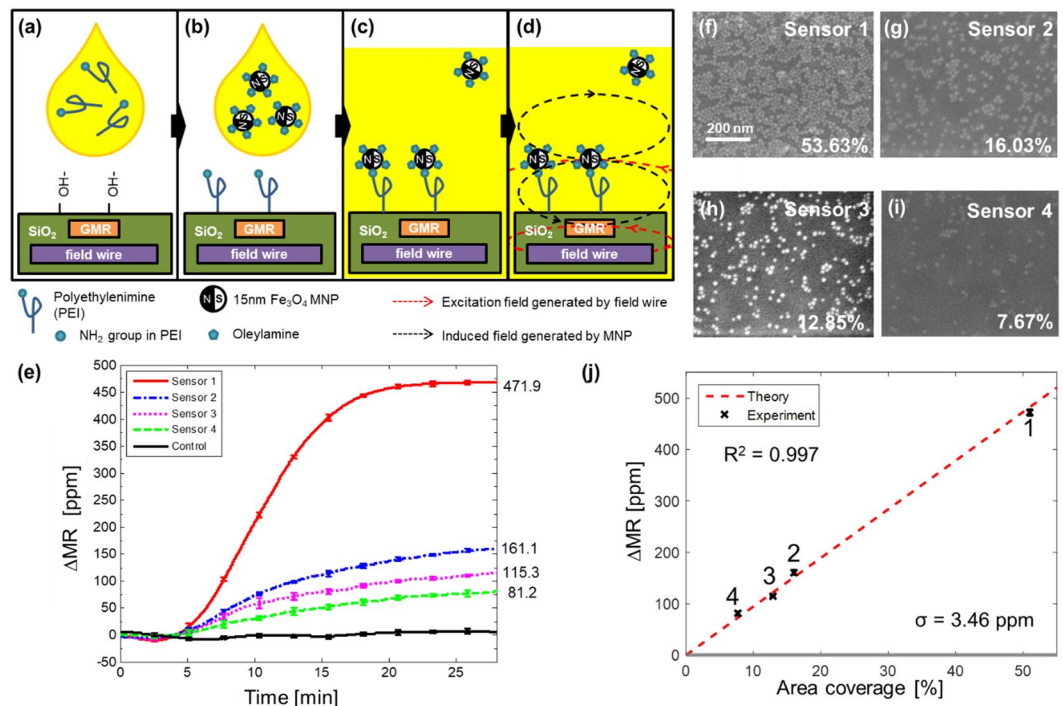 (a)
(b)
(c)
(d)
OH-
OH-
N S
N S
N S
N S
N S
N S
N S
N S
N S
SiO₂
GMR
field wire
SiO₂
GMR
field wire
SiO₂
GMR
field wire
SiO₂
GMR
field wire
Polyethylenimine
(PEI)
NH₂ group in PEI
N S
15nm Fe₃O₄ MNP
Oleylamine
Excitation field generated by field wire
Induced field generated by MNP
(f)
Sensor 1
200 nm
53.63%
(g)
Sensor 2
16.03%
(h)
Sensor 3
12.85%
(i)
Sensor 4
7.67%
(e)
ΔMR [ppm]
500
450
400
350
300
250
200
150
100
50
0
-50
Sensor 1
Sensor 2
Sensor 3
Sensor 4
Control
471.9
161.1
115.3
81.2
0
5
10
15
20
25
Time [min]
(j)
ΔMR [ppm]
500
400
300
200
100
0
Theory
Experiment
R² = 0.997
1
2
3
4
σ = 3.46 ppm
0
10
20
30
40
50
Area coverage [%]